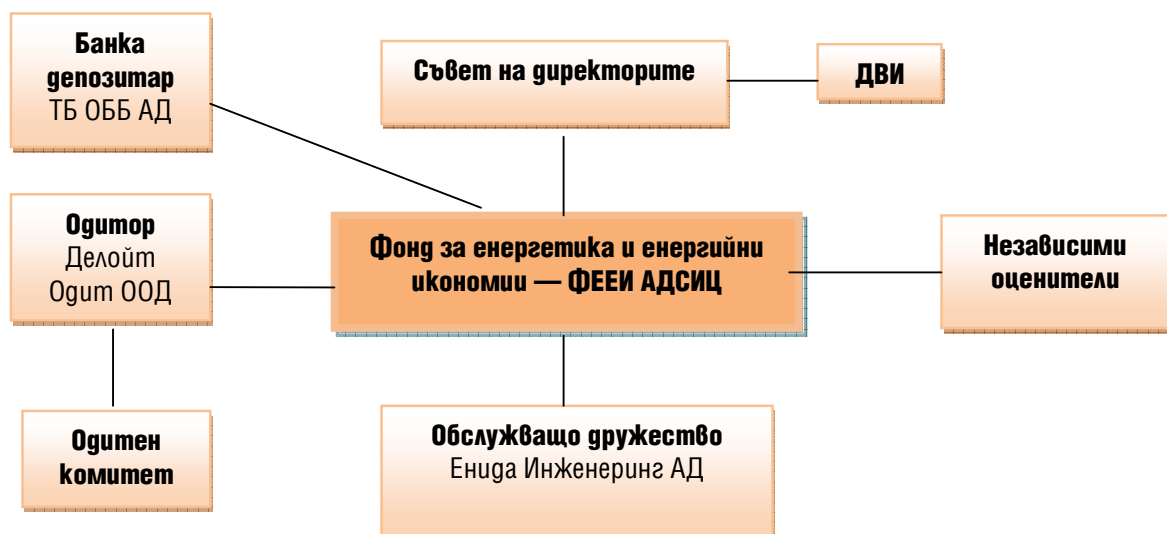 Банка
депозитар
ТБ ОББ АД
Съвет на директорите
ДВИ
Одитор
Делойт
Одит ООД
Фонд за енергетика и енергийни
икономии — ФЕЕИ АДСИЦ
Независими
оценители
Одитен
комитет
Обслужващо дружество
Енида Инженеринг АД